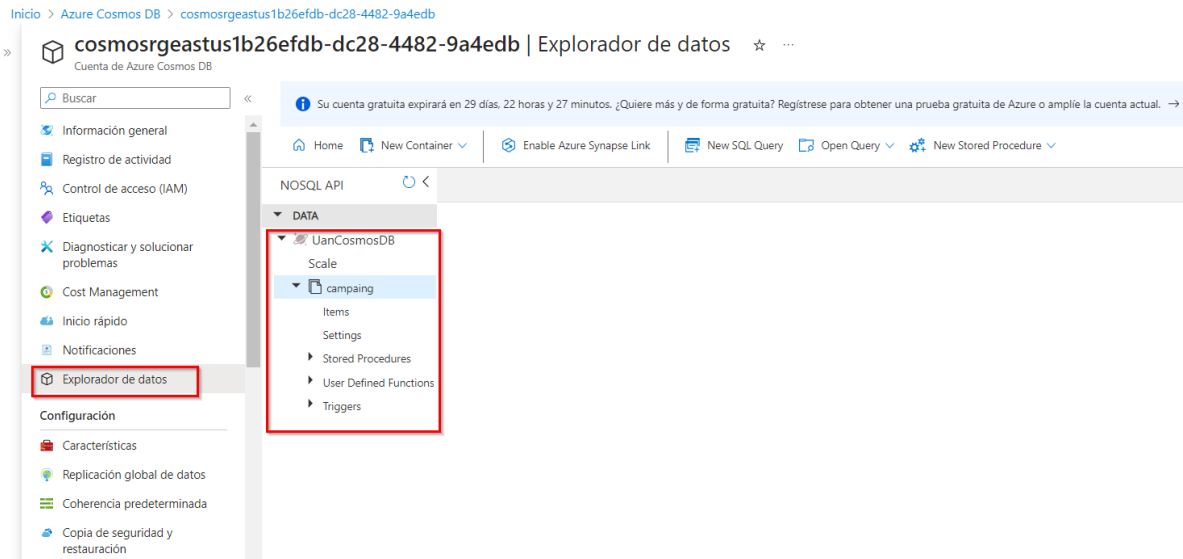 Inicio > Azure Cosmos DB > cosmosrgeastus1b26efdb-dc28-4482-9a4edb
cosmosrgeastus1b26efdb-dc28-4482-9a4edb | Explorador de datos
Cuenta de Azure Cosmos DB
Buscar
Su cuenta gratuita expirará en 29 días, 22 horas y 27 minutos. ¿Quiere más y de forma gratuita? Regístrese para obtener una prueba gratuita de Azure o amplíe la cuenta actual. →
Información general
Registro de actividad
Control de acceso (IAM)
Etiquetas
Diagnosticar y solucionar
problemas
Cost Management
Inicio rápido
Notificaciones
Explorador de datos
Configuración
Características
Replicación global de datos
Coherencia predeterminada
Copia de seguridad y
restauración
Home New Container Enable Azure Synapse Link New SQL Query Open Query New Stored Procedure
NOSQL API
DATA
UanCosmosDB
Scale
campaing
Items
Settings
Stored Procedures
User Defined Functions
Triggers